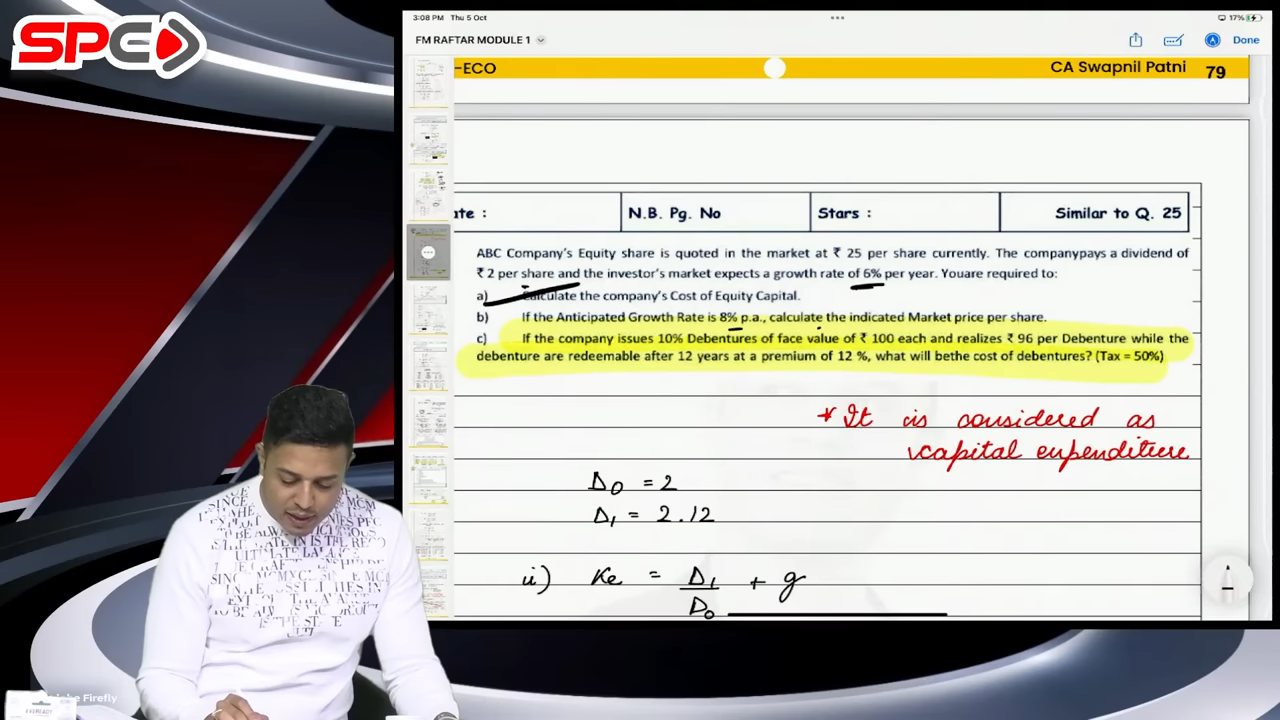 SPC
3:08 PM Thu 5 Oct
17%
FM RAFTAR MODULE 1
Done
-ECO
CA Swapnil Patni 79
ate :
N.B. Pg. No
Stars :
Similar to Q. 25
ABC Company's Equity share is quoted in the market at ₹ 25 per share currently. The companypays a dividend of
₹ 2 per share and the investor's market expects a growth rate of 6% per year. Youare required to:
a) Calculate the company's Cost of Equity Capital.
b) If the Anticipated Growth Rate is 8% p.a., calculate the indicated Market price per share.
c) If the company issues 10% Debentures of face value of ₹ 100 each and realizes ₹ 96 per Debenture while the
debenture are redeemable after 12 years at a premium of 12 %, what will bethe cost of debentures? (Tax = 50%)
* It is considered as
capital expenditure
D0 = 2
D1 = 2.12
ii) Ke = D1 + g
D0
Firefly